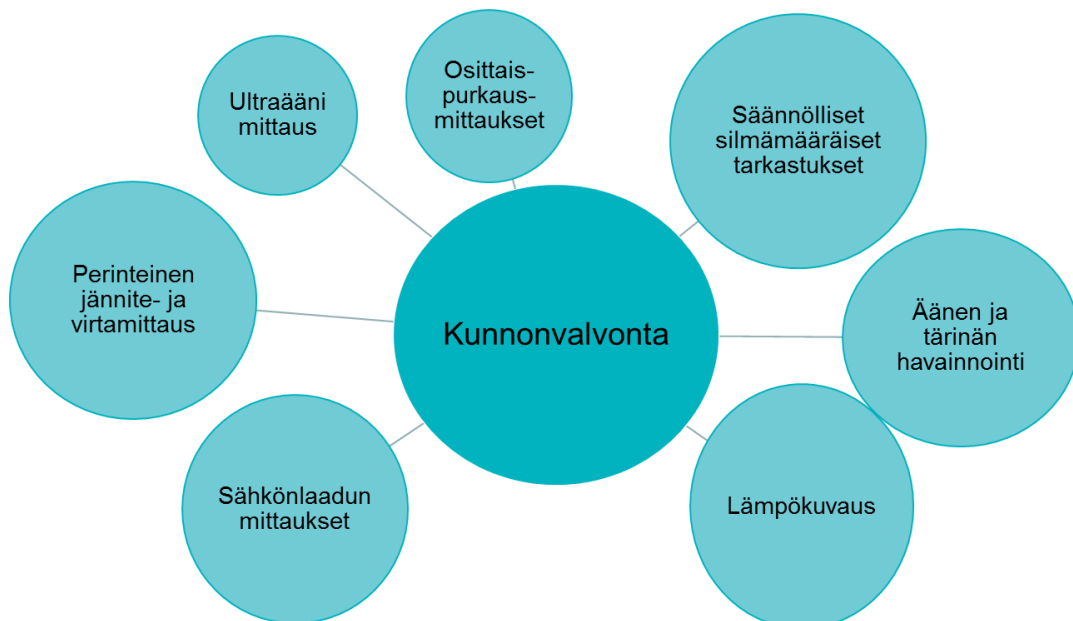 Ultraääni
mittaus
Osittais-
purkaus-
mittaukset
Säännölliset
silmämääräiset
tarkastukset
Perinteinen
jännite- ja
virtamittaus
Kunnonvalvonta
Äänen ja
tärinän
havainnointi
Sähkönlaadun
mittaukset
Lämpökuvaus